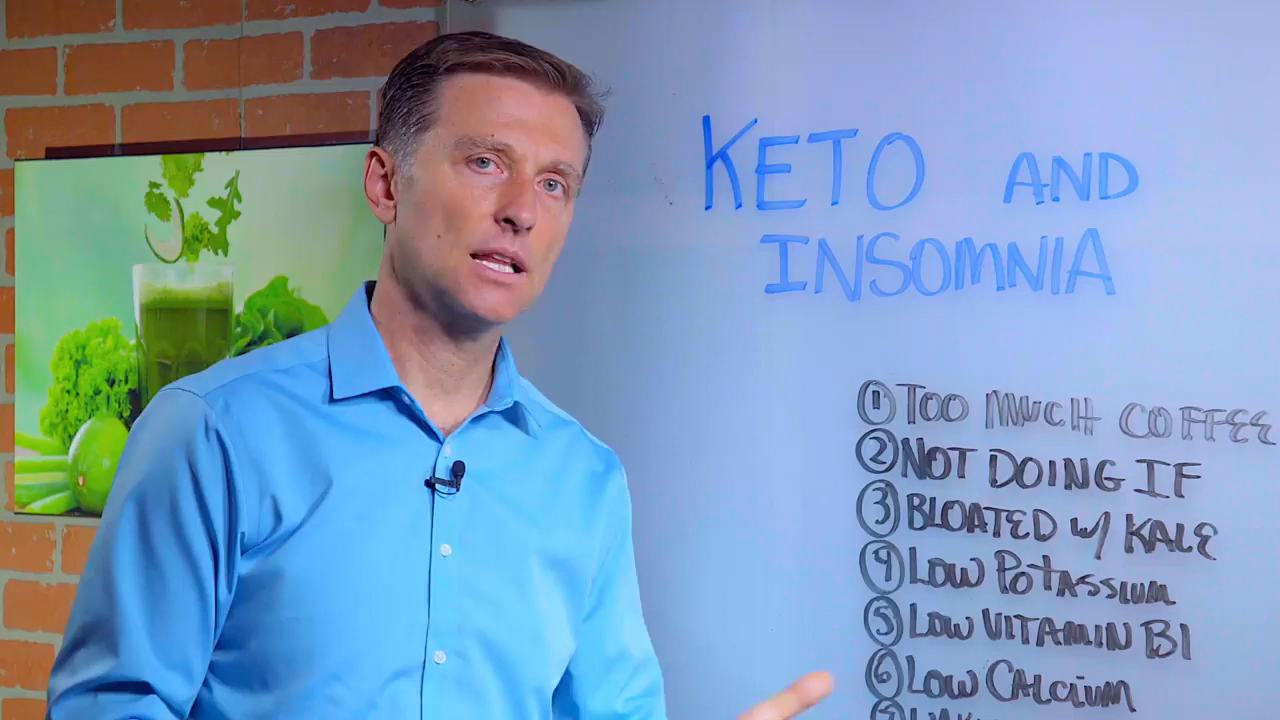 KETO AND
INSOMNIA
① TOO MUCH COFFEE
② NOT DOING IF
③ BLOATED W/ KALE
④ LOW POTASSIUM
⑤ LOW VITAMIN B1
⑥ LOW CALCIUM